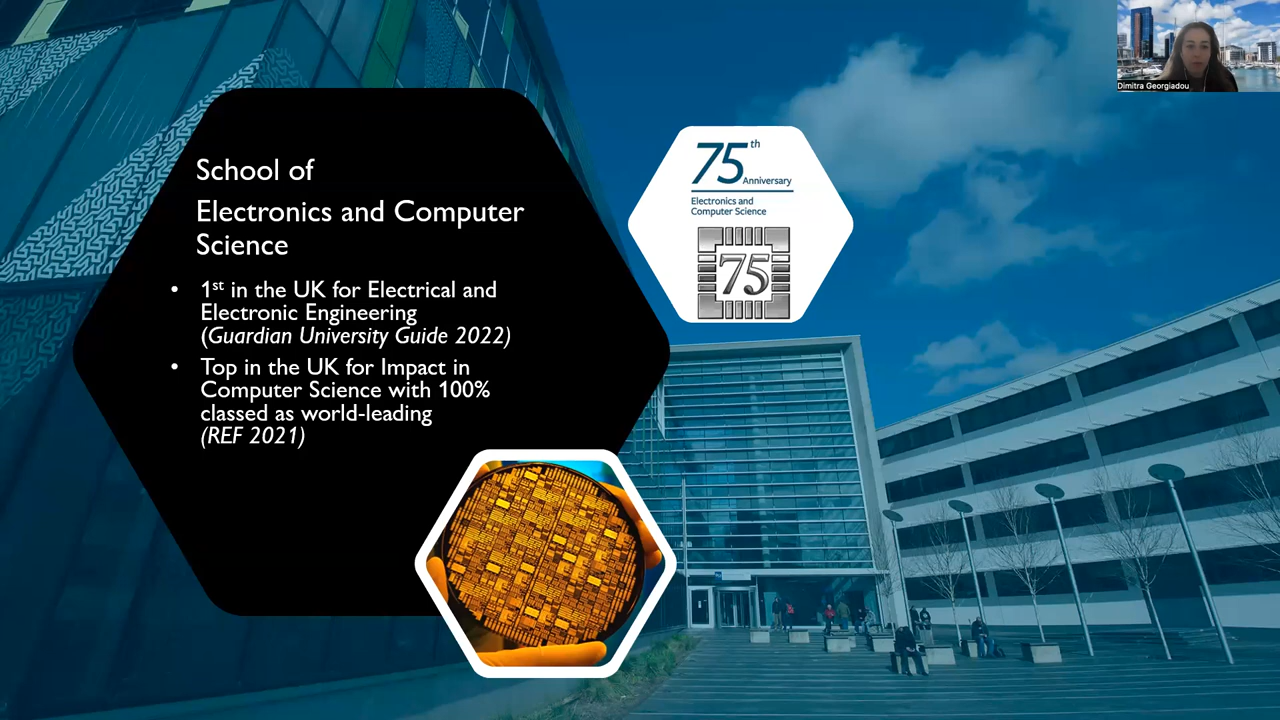 School of
Electronics and Computer
Science
• 1st in the UK for Electrical and
Electronic Engineering
(Guardian University Guide 2022)
• Top in the UK for Impact in
Computer Science with 100%
classed as world-leading
(REF 2021)
75th
Anniversary
Electronics and
Computer Science
75
Dimitra Georgiadou